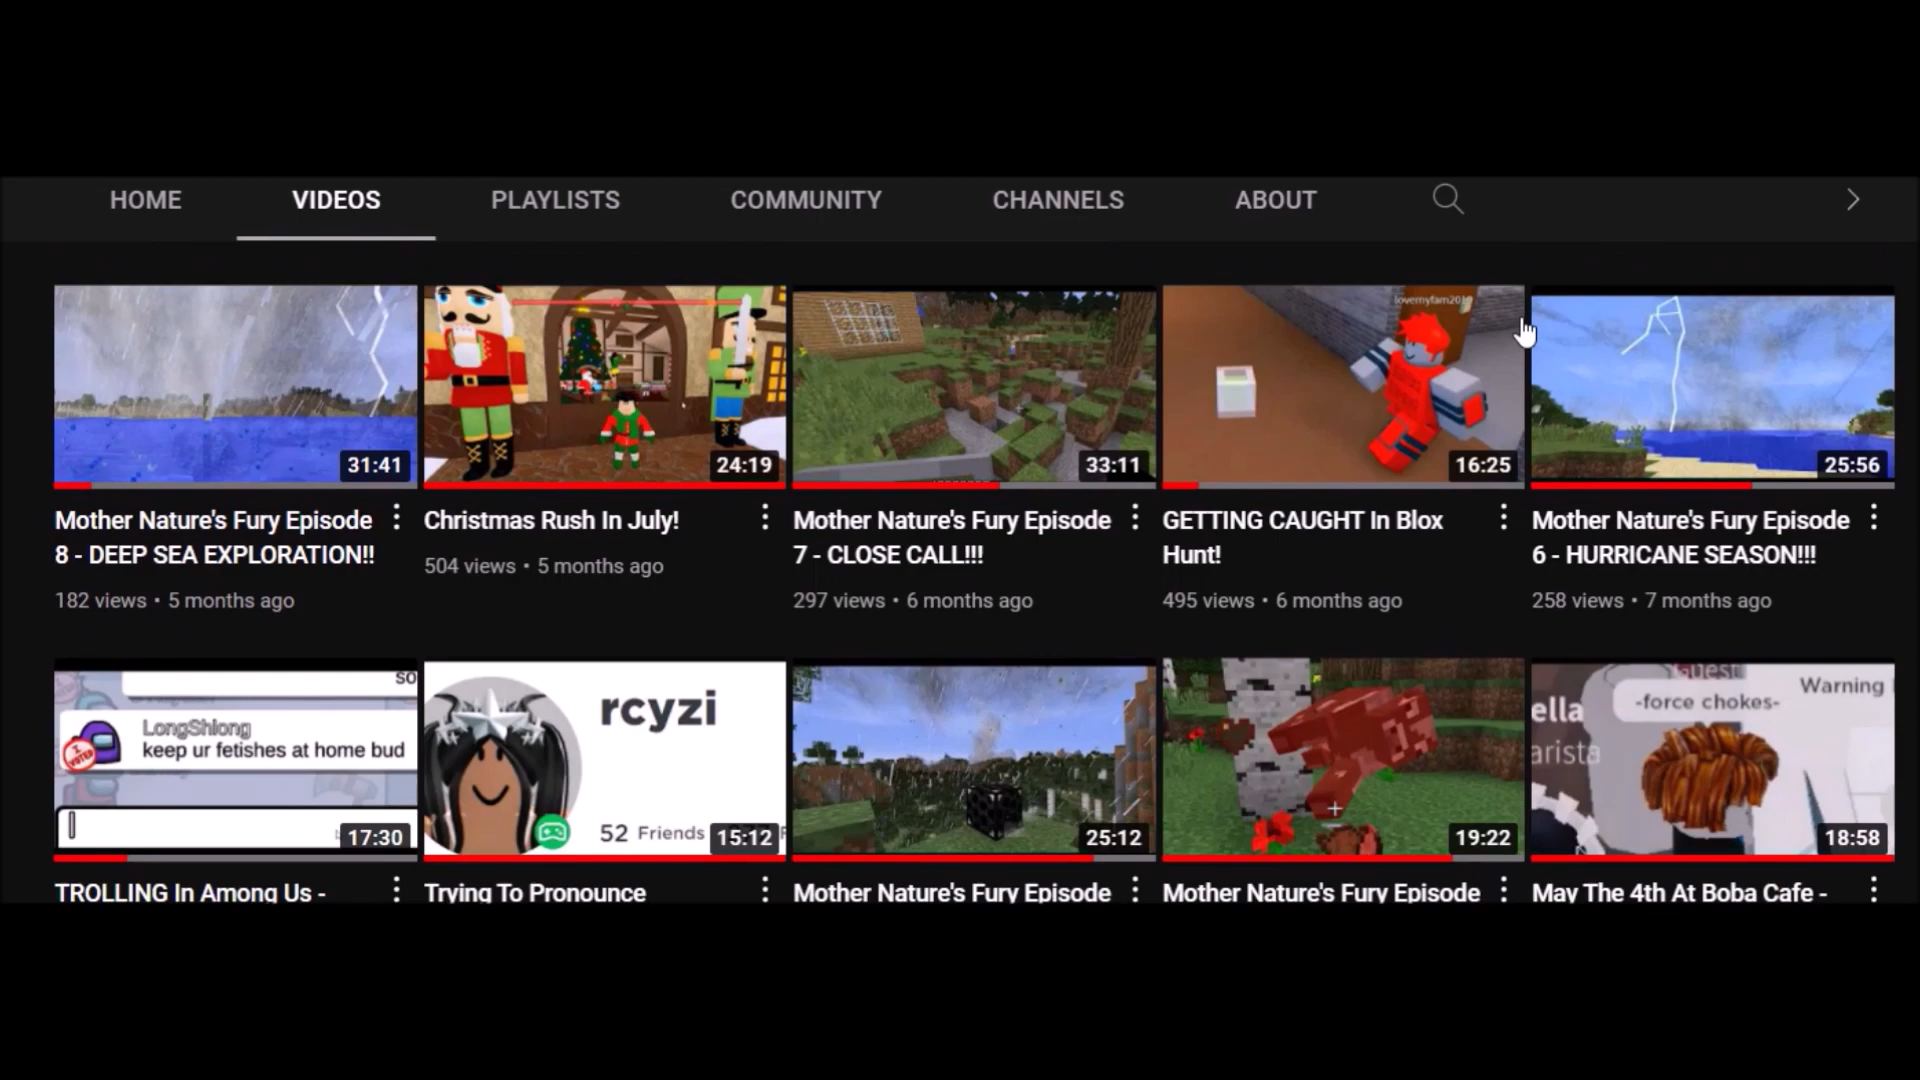 HOME VIDEOS PLAYLISTS COMMUNITY CHANNELS ABOUT
lovemyfam2019
31:41
24:19
33:11
16:25
25:56
Mother Nature's Fury Episode
8 - DEEP SEA EXPLORATION!!
182 views • 5 months ago
Christmas Rush In July!
504 views • 5 months ago
Mother Nature's Fury Episode
7 - CLOSE CALL!!!
297 views • 6 months ago
GETTING CAUGHT In Blox
Hunt!
495 views • 6 months ago
Mother Nature's Fury Episode
6 - HURRICANE SEASON!!!
258 views • 7 months ago
so
LongShlong
keep ur fetishes at home bud
I VOTED
17:30
rcyzi
52 Friends
15:12
25:12
19:22
Guest
-force chokes-
Warning
ella
arista
18:58
TROLLING In Among Us -
Trying To Pronounce
Mother Nature's Fury Episode
Mother Nature's Fury Episode
May The 4th At Boba Cafe -